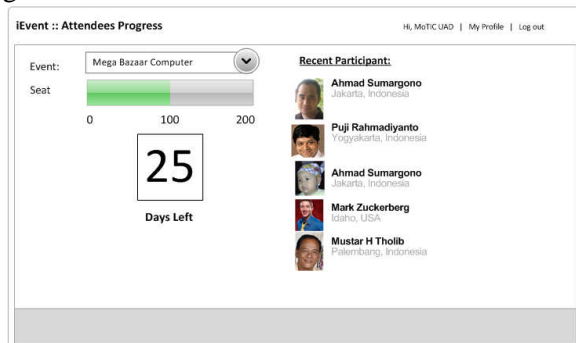 iEvent :: Attendees Progress
Hi, MoTIC UAD | My Profile | Log out
Event:
Mega Bazaar Computer
Seat
0 100 200
25
Days Left
Recent Participant:
Ahmad Sumargono
Jakarta, Indonesia
Puji Rahmadiyanto
Yogyakarta, Indonesia
Ahmad Sumargono
Jakarta, Indonesia
Mark Zuckerberg
Idaho, USA
Mustar H Tholib
Palembang, Indonesia